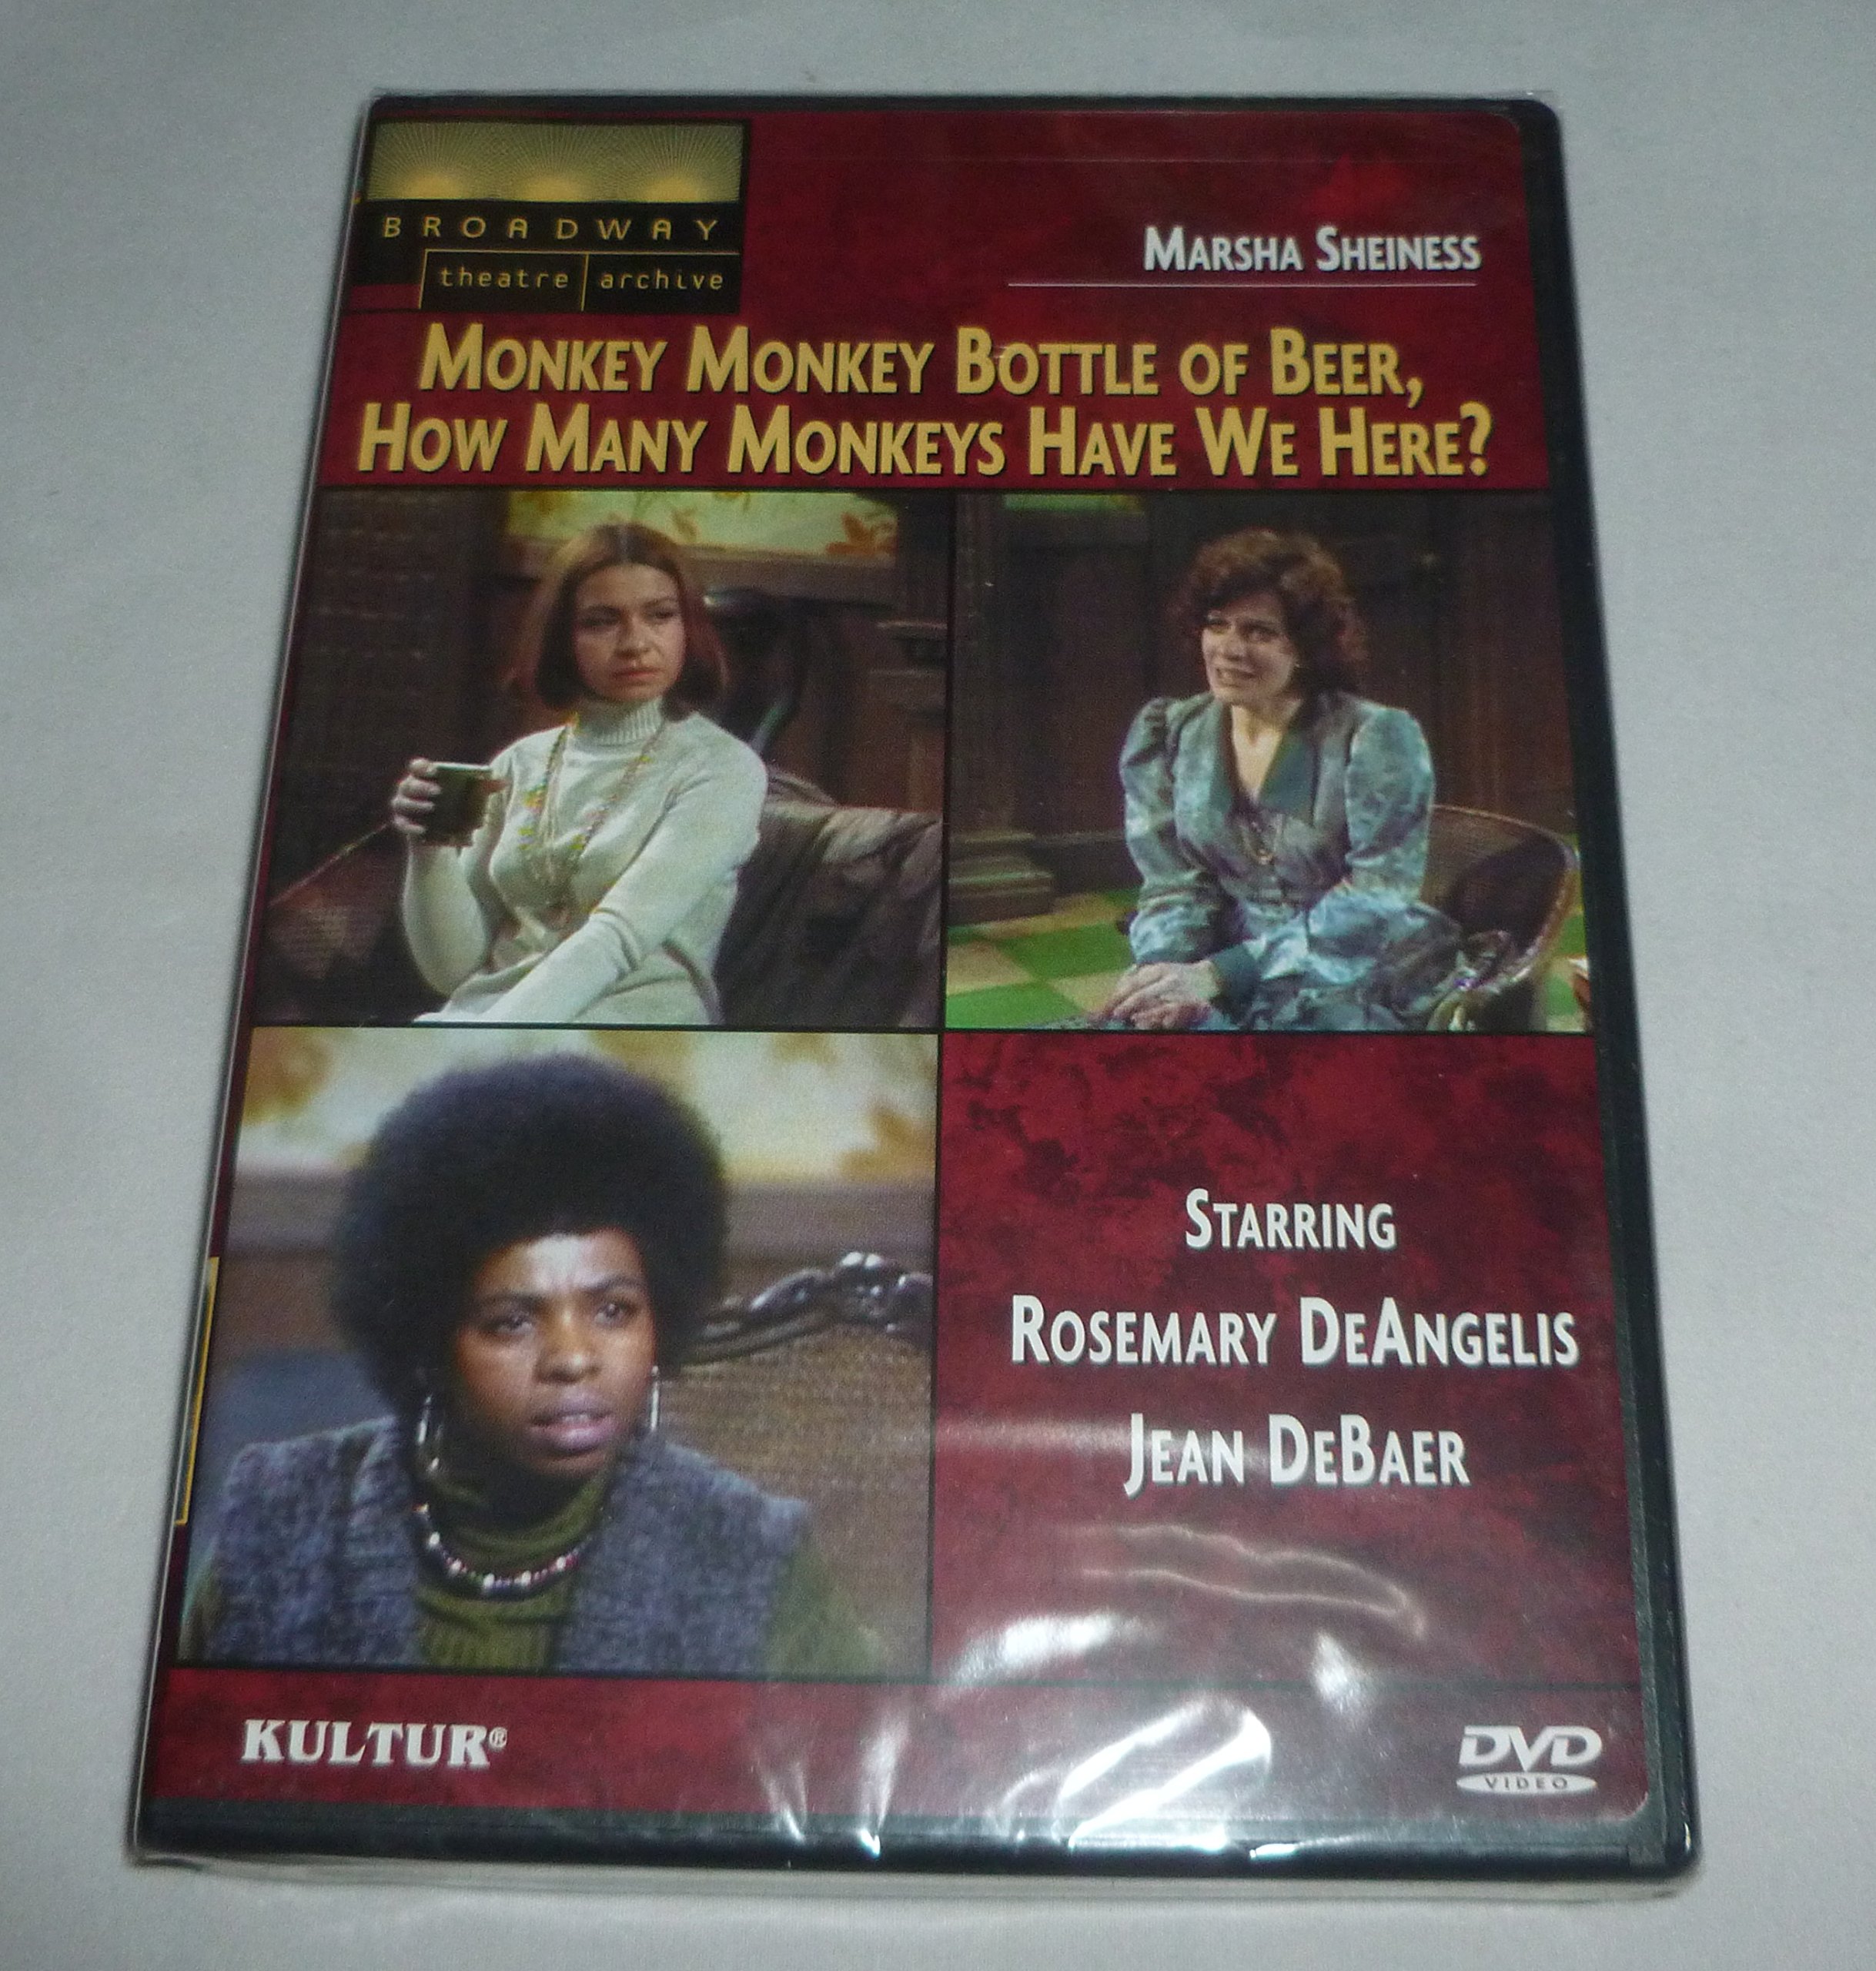 BROADWAY
theatre archive
MARSHA SHEINESS
MONKEY MONKEY BOTTLE OF BEER,
HOW MANY MONKEYS HAVE WE HERE?
STARRING
ROSEMARY DEANGELIS
JEAN DEBAER
KULTUR®
DVD
VIDEO